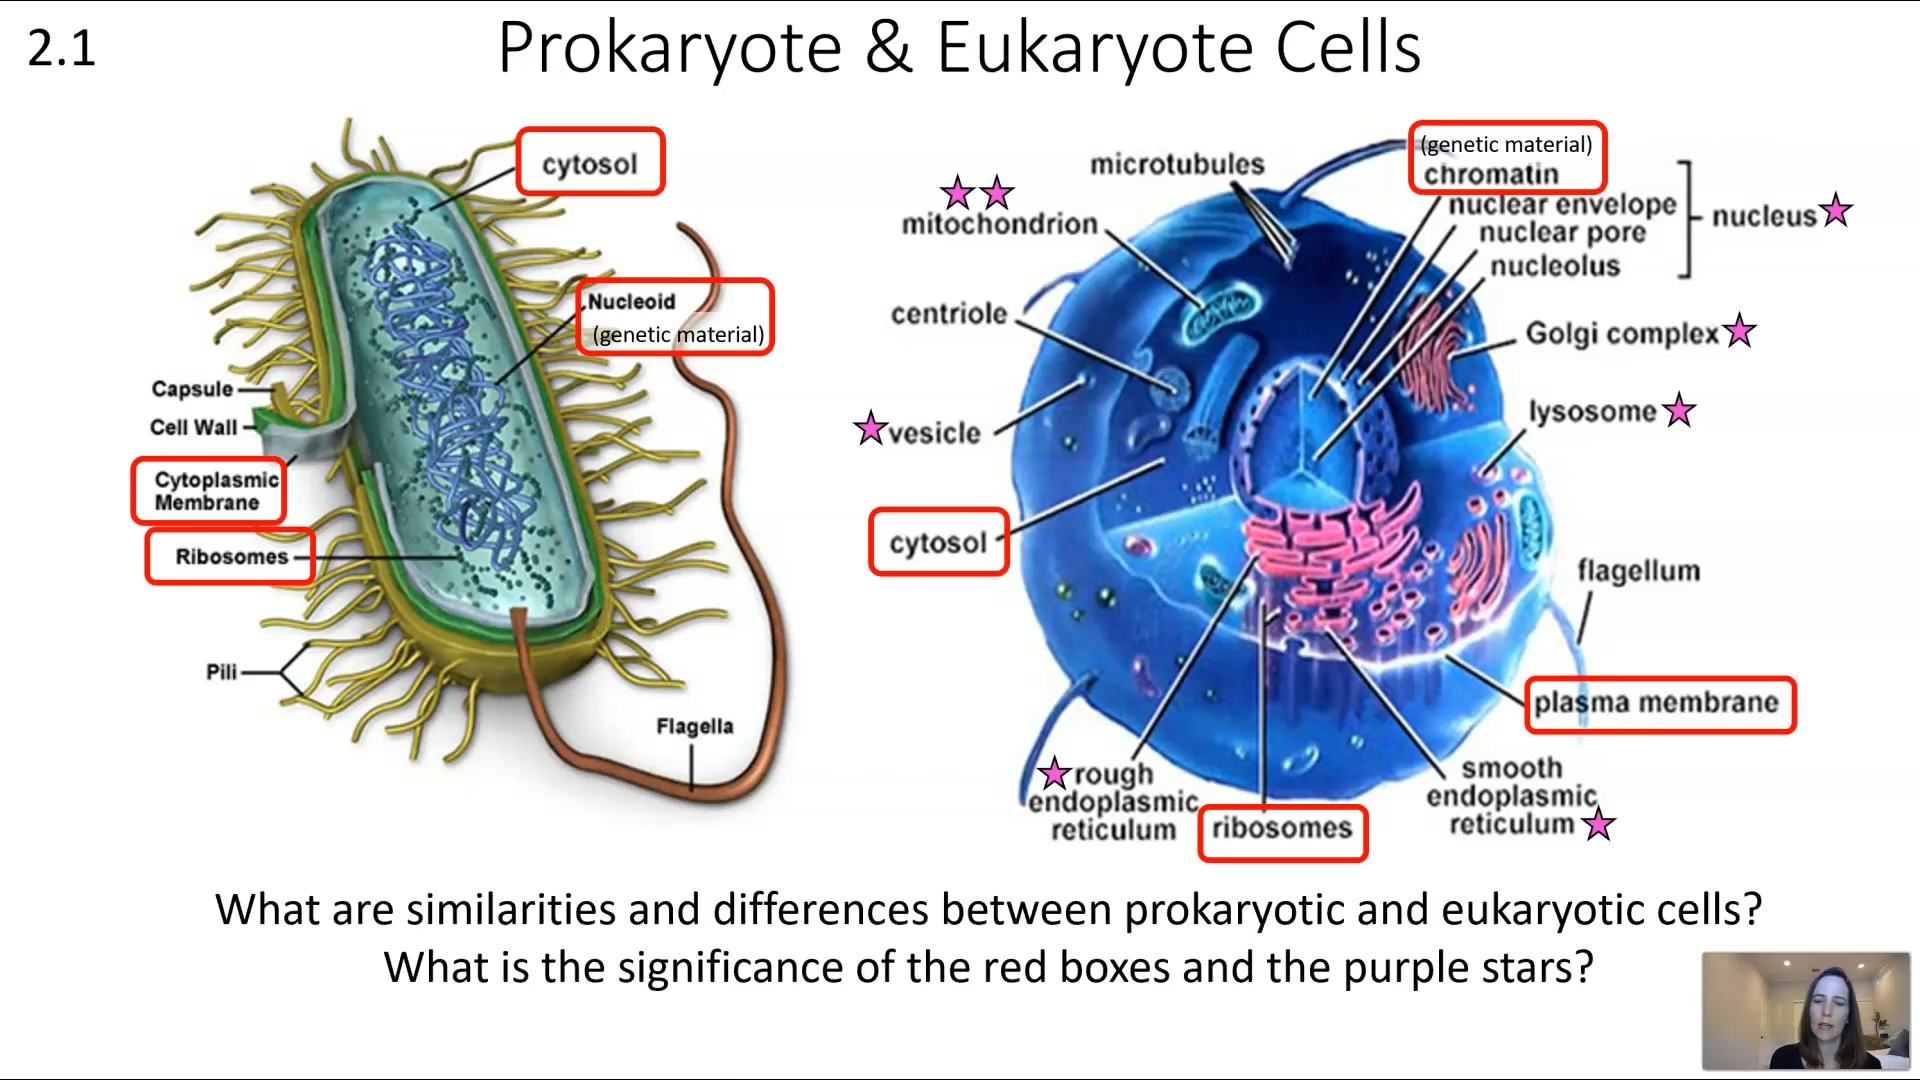 2.1
Prokaryote & Eukaryote Cells
cytosol
Nucleoid
(genetic material)
Capsule
Cell Wall
Cytoplasmic
Membrane
Ribosomes
Pili
Flagella
microtubules
mitochondrion
centriole
vesicle
cytosol
(genetic material)
chromatin
nuclear envelope
nuclear pore
nucleolus
nucleus
Golgi complex
lysosome
flagellum
plasma membrane
rough
endoplasmic
reticulum
ribosomes
smooth
endoplasmic
reticulum
What are similarities and differences between prokaryotic and eukaryotic cells?
What is the significance of the red boxes and the purple stars?